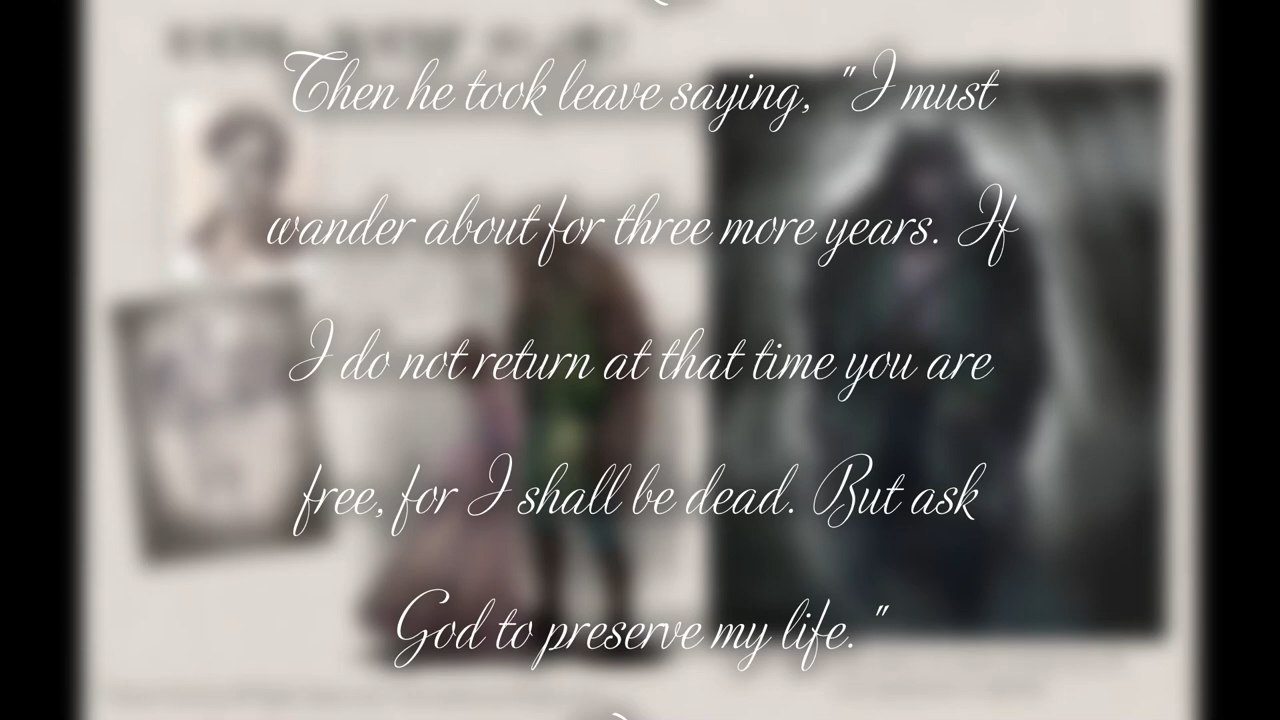 Then he took leave saying, "I must
wander about for three more years. If
I do not return at that time you are
free, for I shall be dead. But ask
God to preserve my life."